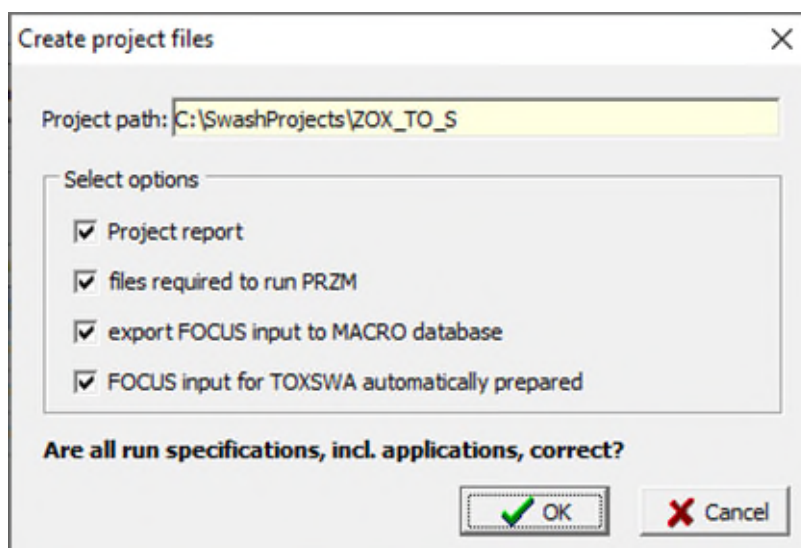 Create project files
Project path: C:\SwashProjects\ZOX_TO_S
Select options
Project report
files required to run PRZM
export FOCUS input to MACRO database
FOCUS input for TOXSWA automatically prepared
Are all run specifications, incl. applications, correct?
OK Cancel